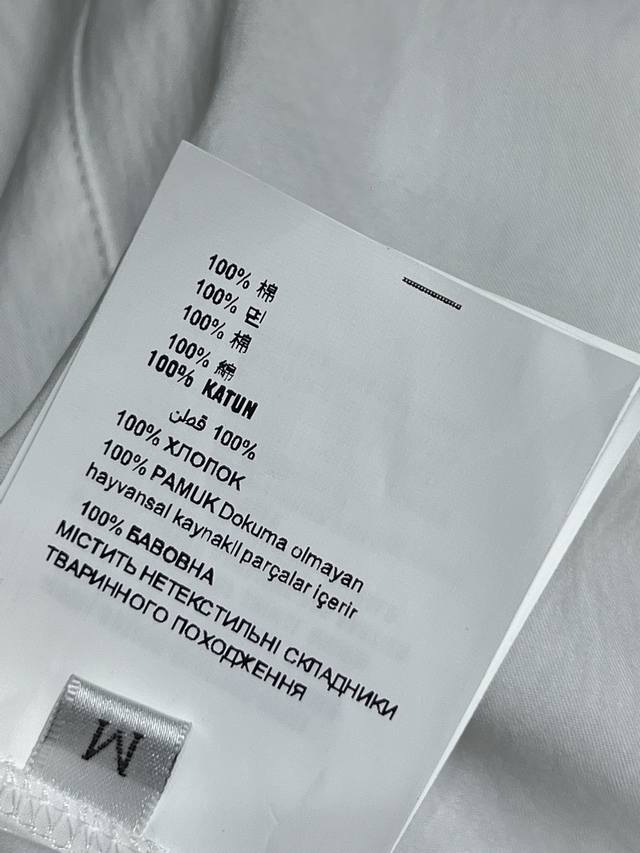 100% 棉
100% 면
100% 棉
100% 綿
100% KATUN
100% قطن
100% ХЛОПОК
100% PAMUK Dokuma olmayan
hayvansal kaynakıl parçalar içerir
100% БАВОВНА
МІСТИТЬ НЕТЕКСТИЛЬНІ СКЛАДНИКИ
ТВАРИННОГО ПОХОДЖЕННЯ
M